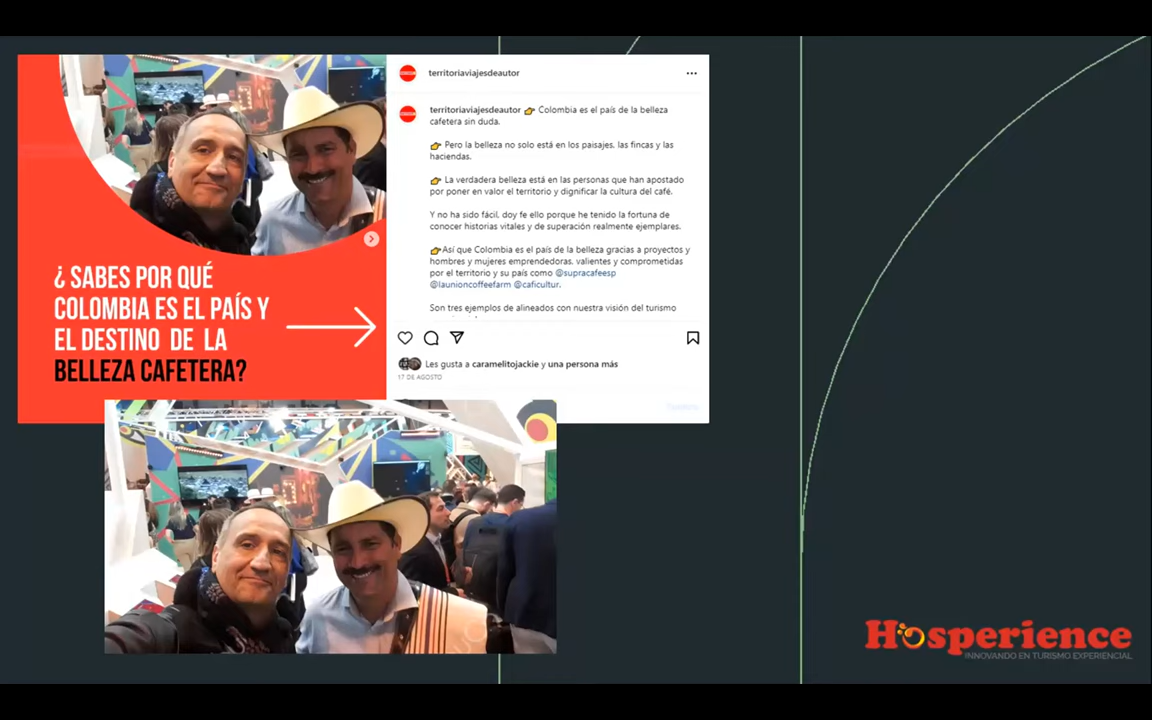 ¿ SABES POR QUÉ
COLOMBIA ES EL PAÍS Y
EL DESTINO DE LA
BELLEZA CAFETERA?
territoriaviajesdeautor
territoriaviajesdeautor 👉 Colombia es el país de la belleza
cafetera sin duda.
👉 Pero la belleza no solo está en los paisajes, las fincas y las
haciendas.
👉 La verdadera belleza está en las personas que han apostado
por poner en valor el territorio y dignificar la cultura del café.
Y no ha sido fácil, doy fe ello porque he tenido la fortuna de
conocer historias vitales y de superación realmente ejemplares.
👉Así que Colombia es el país de la belleza gracias a proyectos y
hombres y mujeres emprendedoras, valientes y comprometidas
por el territorio y su país como @supracafeesp
@launioncoffeefarm @caficultur.
Son tres ejemplos de alineados con nuestra visión del turismo
Les gusta a caramelitojackie y una persona más
17 DE AGOSTO
Hosperience
INNOVANDO EN TURISMO EXPERIENCIAL